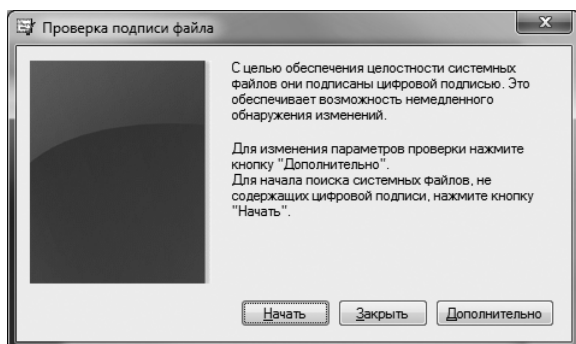 Проверка подписи файла
С целью обеспечения целостности системных
файлов они подписаны цифровой подписью. Это
обеспечивает возможность немедленного
обнаружения изменений.
Для изменения параметров проверки нажмите
кнопку "Дополнительно".
Для начала поиска системных файлов, не
содержащих цифровой подписи, нажмите кнопку
"Начать".
Начать Закрыть Дополнительно